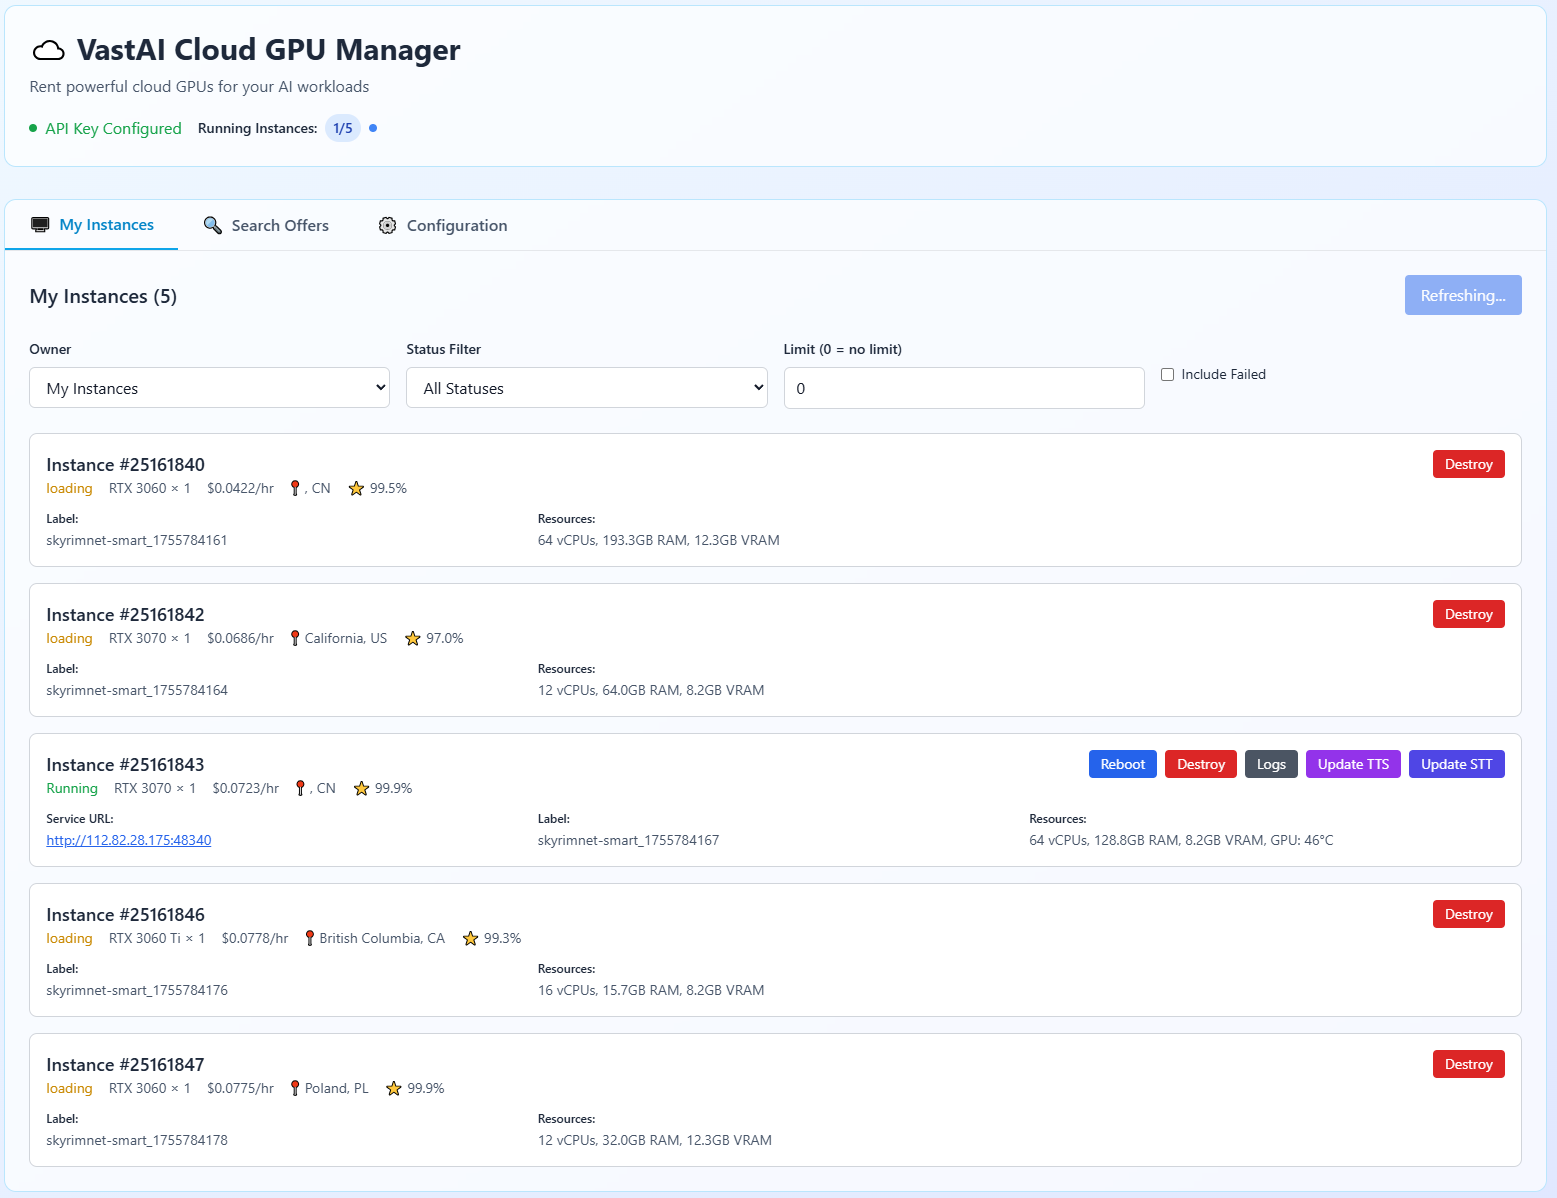 VastAI Cloud GPU Manager
Rent powerful cloud GPUs for your AI workloads
API Key Configured Running Instances: 1/5
My Instances Search Offers Configuration
My Instances (5) Refreshing...
Owner Status Filter Limit (0 = no limit)
My Instances All Statuses 0 Include Failed
Instance #25161840 Destroy
loading RTX 3060 × 1 $0.0422/hr , CN 99.5%
Label: Resources:
skyrimnet-smart_1755784161 64 vCPUs, 193.3GB RAM, 12.3GB VRAM
Instance #25161842 Destroy
loading RTX 3070 × 1 $0.0686/hr California, US 97.0%
Label: Resources:
skyrimnet-smart_1755784164 12 vCPUs, 64.0GB RAM, 8.2GB VRAM
Instance #25161843 Reboot Destroy Logs Update TTS Update STT
Running RTX 3070 × 1 $0.0723/hr , CN 99.9%
Service URL: Label: Resources:
http://112.82.28.175:48340 skyrimnet-smart_1755784167 64 vCPUs, 128.8GB RAM, 8.2GB VRAM, GPU: 46°C
Instance #25161846 Destroy
loading RTX 3060 Ti × 1 $0.0778/hr British Columbia, CA 99.3%
Label: Resources:
skyrimnet-smart_1755784176 16 vCPUs, 15.7GB RAM, 8.2GB VRAM
Instance #25161847 Destroy
loading RTX 3060 × 1 $0.0775/hr Poland, PL 99.9%
Label: Resources:
skyrimnet-smart_1755784178 12 vCPUs, 32.0GB RAM, 12.3GB VRAM